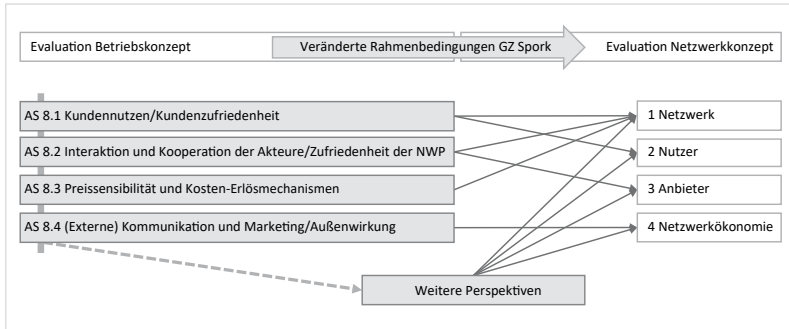 Evaluation Betriebskonzept
Veränderte Rahmenbedingungen GZ Spork
Evaluation Netzwerkkonzept
AS 8.1 Kundennutzen/Kundenzufriedenheit
1 Netzwerk
AS 8.2 Interaktion und Kooperation der Akteure/Zufriedenheit der NWP
2 Nutzer
AS 8.3 Preissensibilität und Kosten-Erlösmechanismen
3 Anbieter
AS 8.4 (Externe) Kommunikation und Marketing/Außenwirkung
4 Netzwerkökonomie
Weitere Perspektiven